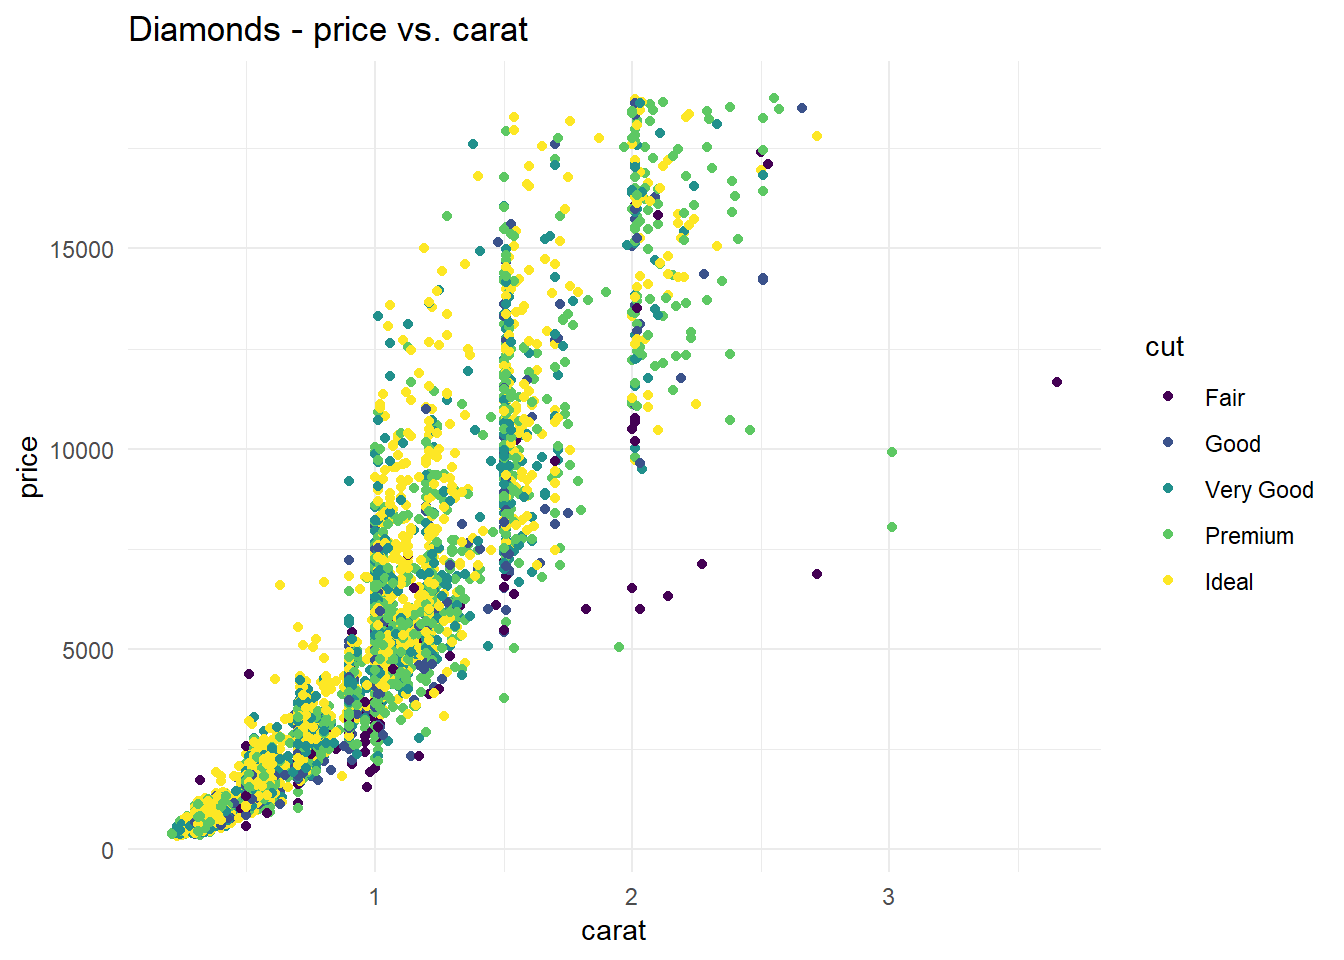 Diamonds - price vs. carat
price
15000
10000
5000
0
1
2
3
carat
cut
Fair
Good
Very Good
Premium
Ideal